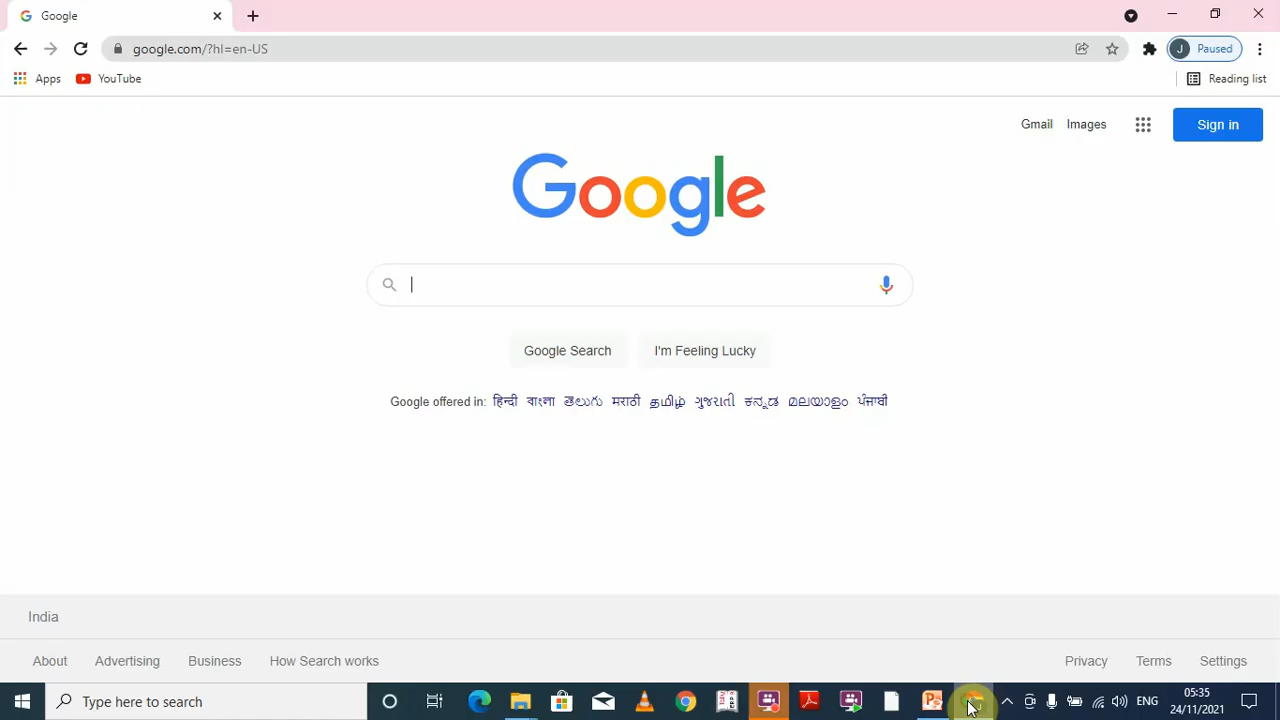 Google
google.com/?hl=en-US
J Paused
Apps YouTube
Reading list
Gmail Images Sign in
Google
Google Search I'm Feeling Lucky
Google offered in: हिन्दी বাংলা తెలుగు मराठी தமிழ் ગુજરાતી ಕನ್ನಡ മലയാളം ਪੰਜਾਬੀ
India
About Advertising Business How Search works Privacy Terms Settings
Type here to search
ENG
05:35
24/11/2021